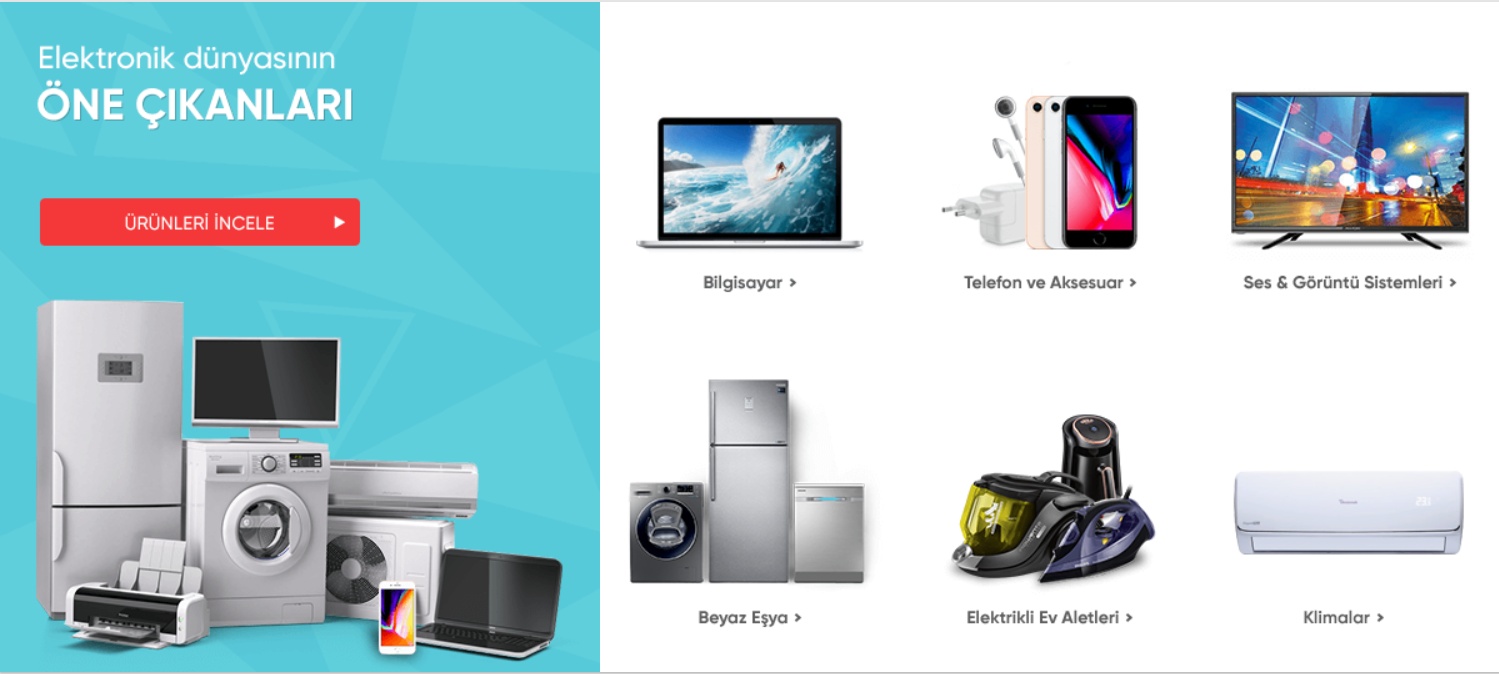 Elektronik dünyasının
ÖNE ÇIKANLARI
ÜRÜNLERİ İNCELE
Bilgisayar >
Telefon ve Aksesuar >
Ses & Görüntü Sistemleri >
Beyaz Eşya >
Elektrikli Ev Aletleri >
Klimalar >